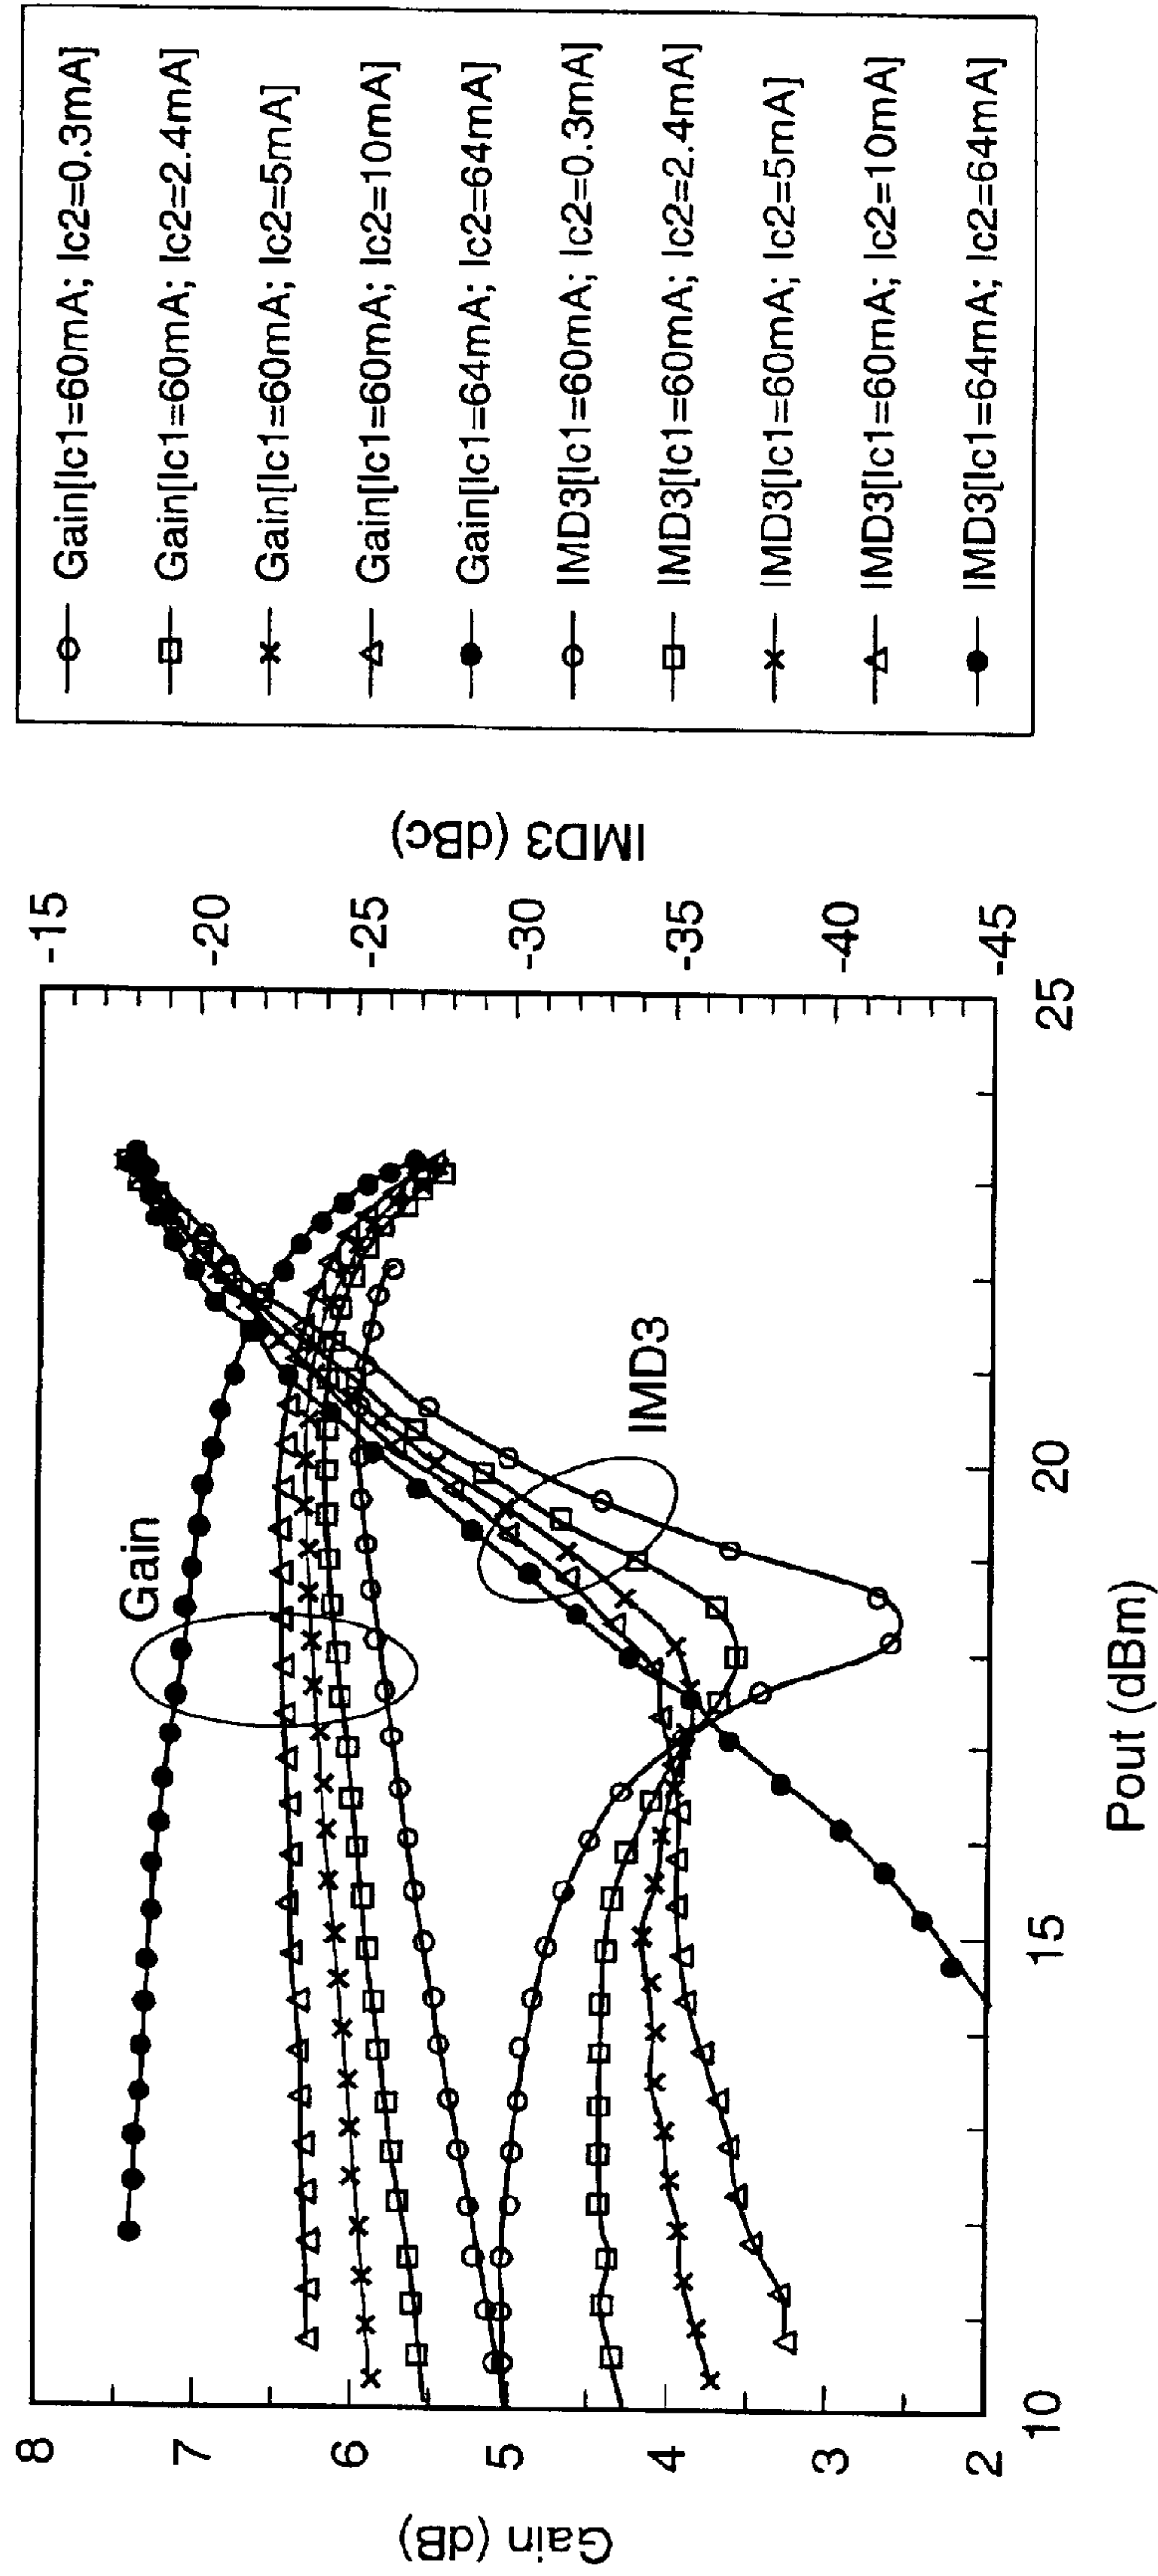 Gain (dB)
8
7
6
5
4
3
2
10
15
20
25
Pout (dBm)
Gain
IMD3
-15
-20
-25
-30
-35
-40
-45
IMD3 (dBc)
Gain[Ic1=60mA; Ic2=0.3mA]
Gain[Ic1=60mA; Ic2=2.4mA]
Gain[Ic1=60mA; Ic2=5mA]
Gain[Ic1=60mA; Ic2=10mA]
Gain[Ic1=64mA; Ic2=64mA]
IMD3[Ic1=60mA; Ic2=0.3mA]
IMD3[Ic1=60mA; Ic2=2.4mA]
IMD3[Ic1=60mA; Ic2=5mA]
IMD3[Ic1=60mA; Ic2=10mA]
IMD3[Ic1=64mA; Ic2=64mA]